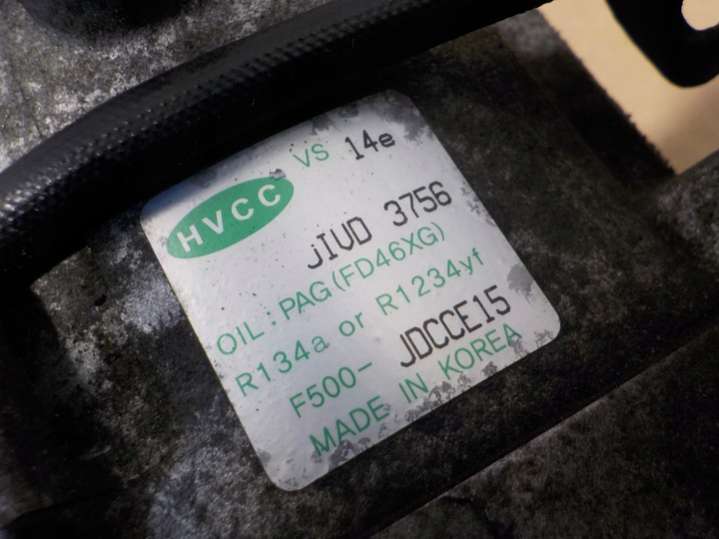 HVCC VS 14e
jIVD 3756
OIL : PAG(FD46XG)
R134a or R1234yf
F500- JDCCE15
MADE IN KOREA